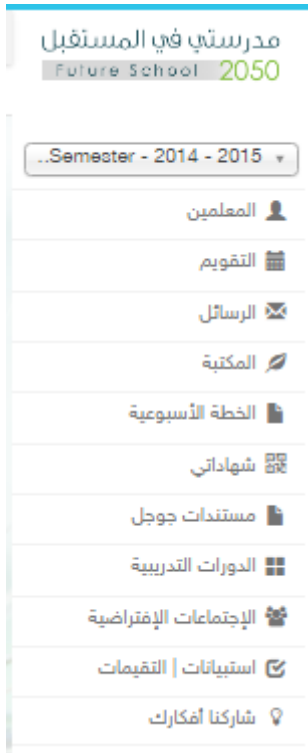 مدرستي في المستقبل
Future School 2050
..Semester - 2014 - 2015
المعلمين
التقويم
الرسائل
المكتبة
الخطة الأسبوعية
شهاداتي
مستندات جوجل
الدورات التدريبية
الإجتماعات الإفتراضية
استبيانات | التقيمات
شاركنا أفكارك